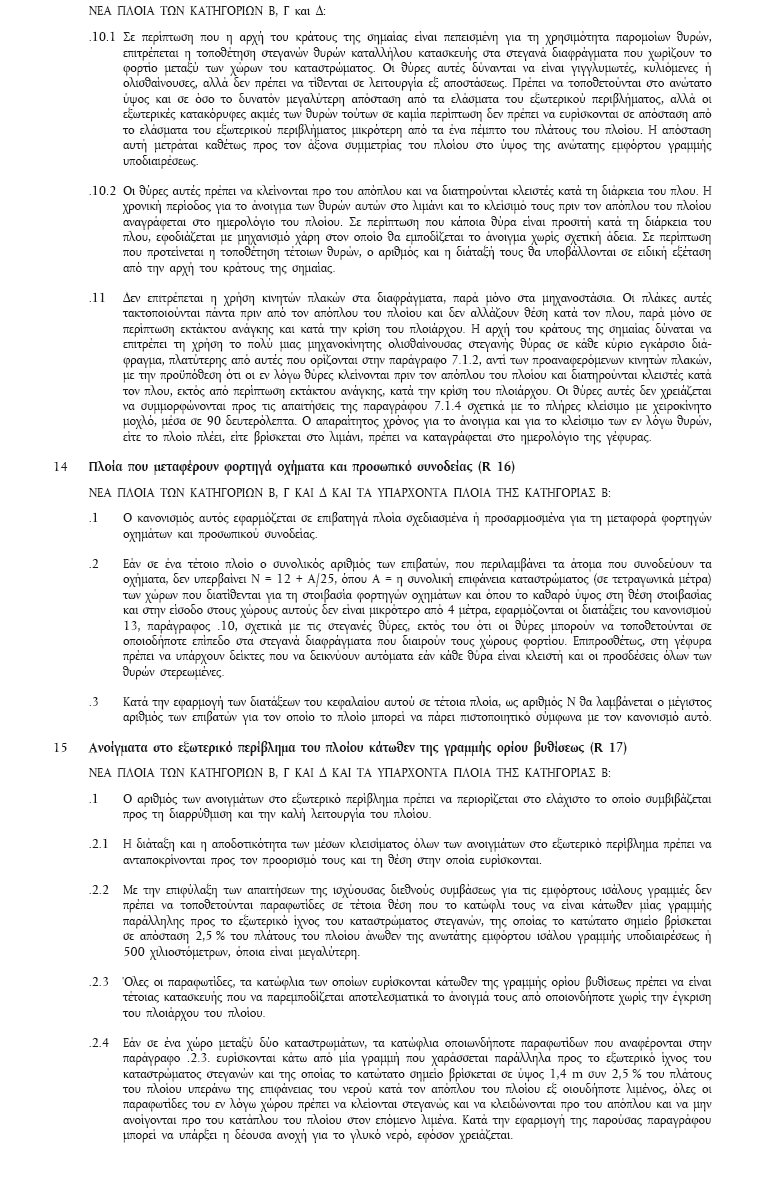 ΝΕΑ ΠΛΟΙΑ ΤΩΝ ΚΑΤΗΓΟΡΙΩΝ Β, Γ και Δ:
.10.1 Σε περίπτωση που η αρχή του κράτους της σημαίας είναι πεπεισμένη για τη χρησιμότητα παρομοίων θυρών,
επιτρέπεται η τοποθέτηση στεγανών θυρών καταλλήλου κατασκευής στα στεγανά διαφράγματα που χωρίζουν το
φορτίο μεταξύ των χώρων του καταστρώματος. Οι θύρες αυτές δύνανται να είναι γιγγλυμωτές, κυλιόμενες ή
ολισθαίνουσες, αλλά δεν πρέπει να τίθενται σε λειτουργία εξ αποστάσεως. Πρέπει να τοποθετούνται στο ανώτατο
ύψος και σε όσο το δυνατόν μεγαλύτερη απόσταση από τα ελάσματα του εξωτερικού περιβλήματος, αλλά οι
εξωτερικές κατακόρυφες ακμές των θυρών τούτων σε καμία περίπτωση δεν πρέπει να ευρίσκονται σε απόσταση από
το ελάσματα του εξωτερικού περιβλήματος μικρότερη από τα ένα πέμπτο του πλάτους του πλοίου. Η απόσταση
αυτή μετράται καθέτως προς τον άξονα συμμετρίας του πλοίου στο ύψος της ανώτατης εμφόρτου γραμμής
υποδιαιρέσεως.
.10.2 Οι θύρες αυτές πρέπει να κλείνονται προ του απόπλου και να διατηρούνται κλειστές κατά τη διάρκεια του πλου. Η
χρονική περίοδος για το άνοιγμα των θυρών αυτών στο λιμάνι και το κλείσιμό τους πριν τον απόπλου του πλοίου
αναγράφεται στο ημερολόγιο του πλοίου. Σε περίπτωση που κάποια θύρα είναι προσιτή κατά τη διάρκεια του
πλου, εφοδιάζεται με μηχανισμό χάρη στον οποίο θα εμποδίζεται το άνοιγμα χωρίς σχετική άδεια. Σε περίπτωση
που προτείνεται η τοποθέτηση τέτοιων θυρών, ο αριθμός και η διάταξή τους θα υποβάλλονται σε ειδική εξέταση
από την αρχή του κράτους της σημαίας.
.11 Δεν επιτρέπεται η χρήση κινητών πλακών στα διαφράγματα, παρά μόνο στα μηχανοστάσια. Οι πλάκες αυτές
τακτοποιούνται πάντα πριν από τον απόπλου του πλοίου και δεν αλλάζουν θέση κατά τον πλου, παρά μόνο σε
περίπτωση εκτάκτου ανάγκης και κατά την κρίση του πλοιάρχου. Η αρχή του κράτους της σημαίας δύναται να
επιτρέπει τη χρήση το πολύ μιας μηχανοκίνητης ολισθαίνουσας στεγανής θύρας σε κάθε κύριο εγκάρσιο διά-
φραγμα, πλατύτερης από αυτές που ορίζονται στην παράγραφο 7.1.2, αντί των προαναφερόμενων κινητών πλακών,
με την προϋπόθεση ότι οι εν λόγω θύρες κλείνονται πριν τον απόπλου του πλοίου και διατηρούνται κλειστές κατά
τον πλου, εκτός από περίπτωση εκτάκτου ανάγκης, κατά την κρίση του πλοιάρχου. Οι θύρες αυτές δεν χρειάζεται
να συμμορφώνονται προς τις απαιτήσεις της παραγράφου 7.1.4 σχετικά με το πλήρες κλείσιμο με χειροκίνητο
μοχλό, μέσα σε 90 δευτερόλεπτα. Ο απαραίτητος χρόνος για το άνοιγμα και για το κλείσιμο των εν λόγω θυρών,
είτε το πλοίο πλέει, είτε βρίσκεται στο λιμάνι, πρέπει να καταγράφεται στο ημερολόγιο της γέφυρας.
14 Πλοία που μεταφέρουν φορτηγά οχήματα και προσωπικό συνοδείας (R 16)
ΝΕΑ ΠΛΟΙΑ ΤΩΝ ΚΑΤΗΓΟΡΙΩΝ Β, Γ ΚΑΙ Δ ΚΑΙ ΤΑ ΥΠΑΡΧΟΝΤΑ ΠΛΟΙΑ ΤΗΣ ΚΑΤΗΓΟΡΙΑΣ Β:
.1 Ο κανονισμός αυτός εφαρμόζεται σε επιβατηγά πλοία σχεδιασμένα ή προσαρμοσμένα για τη μεταφορά φορτηγών
οχημάτων και προσωπικού συνοδείας.
.2 Εάν σε ένα τέτοιο πλοίο ο συνολικός αριθμός των επιβατών, που περιλαμβάνει τα άτομα που συνοδεύουν τα
οχήματα, δεν υπερβαίνει N = 12 + A/25, όπου A = η συνολική επιφάνεια καταστρώματος (σε τετραγωνικά μέτρα)
των χώρων που διατίθενται για τη στοιβασία φορτηγών οχημάτων και όπου το καθαρό ύψος στη θέση στοιβασίας
και στην είσοδο στους χώρους αυτούς δεν είναι μικρότερο από 4 μέτρα, εφαρμόζονται οι διατάξεις του κανονισμού
13, παράγραφος .10, σχετικά με τις στεγανές θύρες, εκτός του ότι οι θύρες μπορούν να τοποθετούνται σε
οποιοδήποτε επίπεδο στα στεγανά διαφράγματα που διαιρούν τους χώρους φορτίου. Επιπροσθέτως, στη γέφυρα
πρέπει να υπάρχουν δείκτες που να δεικνύουν αυτόματα εάν κάθε θύρα είναι κλειστή και οι προσδέσεις όλων των
θυρών στερεωμένες.
.3 Κατά την εφαρμογή των διατάξεων του κεφαλαίου αυτού σε τέτοια πλοία, ως αριθμός N θα λαμβάνεται ο μέγιστος
αριθμός των επιβατών για τον οποίο το πλοίο μπορεί να πάρει πιστοποιητικό σύμφωνα με τον κανονισμό αυτό.
15 Ανοίγματα στο εξωτερικό περίβλημα του πλοίου κάτωθεν της γραμμής ορίου βυθίσεως (R 17)
ΝΕΑ ΠΛΟΙΑ ΤΩΝ ΚΑΤΗΓΟΡΙΩΝ Β, Γ ΚΑΙ Δ ΚΑΙ ΤΑ ΥΠΑΡΧΟΝΤΑ ΠΛΟΙΑ ΤΗΣ ΚΑΤΗΓΟΡΙΑΣ Β:
.1 Ο αριθμός των ανοιγμάτων στο εξωτερικό περίβλημα πρέπει να περιορίζεται στο ελάχιστο το οποίο συμβιβάζεται
προς τη διαρρύθμιση και την καλή λειτουργία του πλοίου.
.2.1 Η διάταξη και η αποδοτικότητα των μέσων κλεισίματος όλων των ανοιγμάτων στο εξωτερικό περίβλημα πρέπει να
ανταποκρίνονται προς τον προορισμό τους και τη θέση στην οποία ευρίσκονται.
.2.2 Με την επιφύλαξη των απαιτήσεων της ισχύουσας διεθνούς συμβάσεως για τις εμφόρτους ισάλους γραμμές δεν
πρέπει να τοποθετούνται παραφωτίδες σε τέτοια θέση που το κατώφλι τους να είναι κάτωθεν μίας γραμμής
παράλληλης προς το εξωτερικό ίχνος του καταστρώματος στεγανών, της οποίας το κατώτατο σημείο βρίσκεται
σε απόσταση 2,5 % του πλάτους του πλοίου άνωθεν της ανωτάτης εμφόρτου ισάλου γραμμής υποδιαιρέσεως ή
500 χιλιοστόμετρων, όποια είναι μεγαλύτερη.
.2.3 Όλες οι παραφωτίδες, τα κατώφλια των οποίων ευρίσκονται κάτωθεν της γραμμής ορίου βυθίσεως πρέπει να είναι
τέτοιας κατασκευής που να παρεμποδίζεται αποτελεσματικά το άνοιγμά τους από οποιονδήποτε χωρίς την έγκριση
του πλοιάρχου του πλοίου.
.2.4 Εάν σε ένα χώρο μεταξύ δύο καταστρωμάτων, τα κατώφλια οποιωνδήποτε παραφωτίδων που αναφέρονται στην
παράγραφο .2.3. ευρίσκονται κάτω από μία γραμμή που χαράσσεται παράλληλα προς το εξωτερικό ίχνος του
καταστρώματος στεγανών και της οποίας το κατώτατο σημείο βρίσκεται σε ύψος 1,4 m συν 2,5 % του πλάτους
του πλοίου υπεράνω της επιφάνειας του νερού κατά τον απόπλου του πλοίου εξ οιουδήποτε λιμένος, όλες οι
παραφωτίδες του εν λόγω χώρου πρέπει να κλείονται στεγανώς και να κλειδώνονται προ του απόπλου και να μην
ανοίγονται προ του κατάπλου του πλοίου στον επόμενο λιμένα. Κατά την εφαρμογή της παρούσας παραγράφου
μπορεί να υπάρξει η δέουσα ανοχή για το γλυκό νερό, εφόσον χρειάζεται.